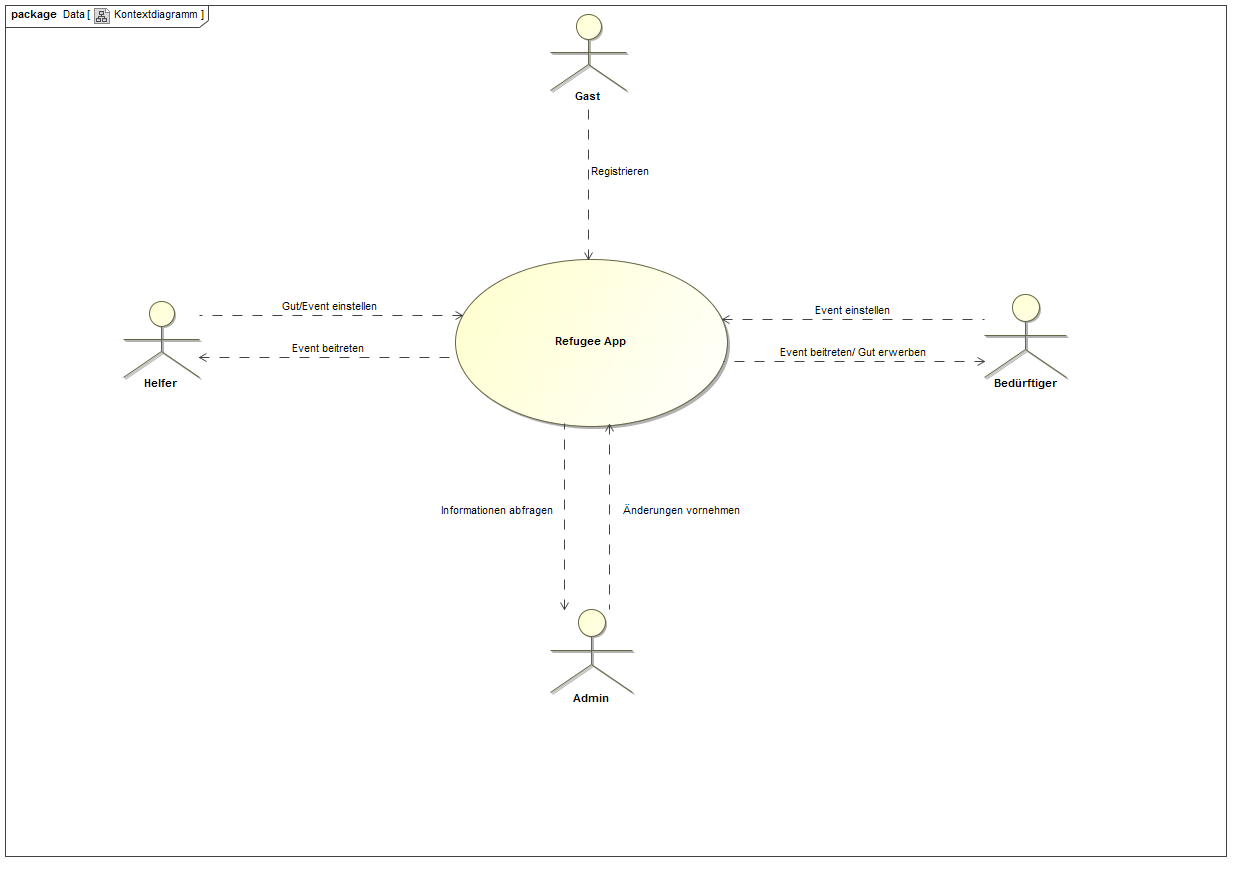 package Data [ Kontextdiagramm ]
Gast
Registrieren
Gut/Event einstellen
Event beitreten
Helfer
Refugee App
Event einstellen
Event beitreten/ Gut erwerben
Bedürftiger
Informationen abfragen
Änderungen vornehmen
Admin